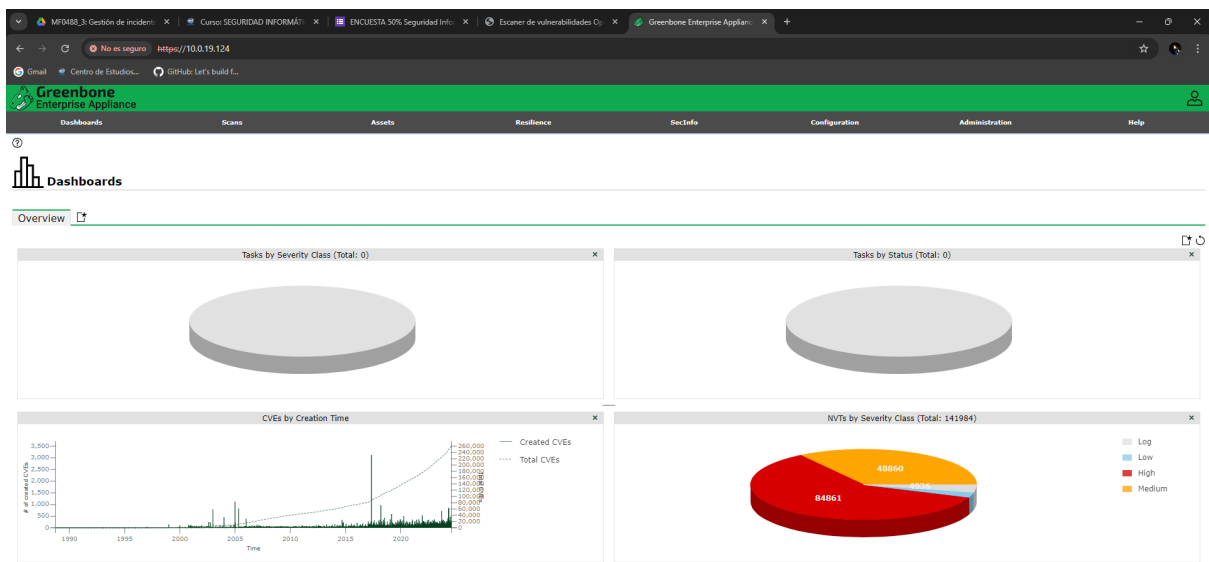 MF0488_3: Gestión de incident
Curso: SEGURIDAD INFORMÁTI
ENCUESTA 50% Seguridad Infor
Escaner de vulnerabilidades Op
Greenbone Enterprise Applianc
No es seguro https://10.0.19.124
Gmail Centro de Estudios... GitHub: Let's build f...
Greenbone
Enterprise Appliance
Dashboards Scans Assets Resilience SecInfo Configuration Administration Help
Dashboards
Overview
Tasks by Severity Class (Total: 0)
Tasks by Status (Total: 0)
CVEs by Creation Time
3,500
3,000
2,500
2,000
1,500
1,000
500
0
# of created CVEs
1990 1995 2000 2005 2010 2015 2020
Time
260,000
240,000
220,000
200,000
180,000
160,000
140,000
120,000
100,000
80,000
60,000
40,000
20,000
0
Created CVEs
Total CVEs
NVTs by Severity Class (Total: 141984)
48860
84861
Log
Low
High
Medium